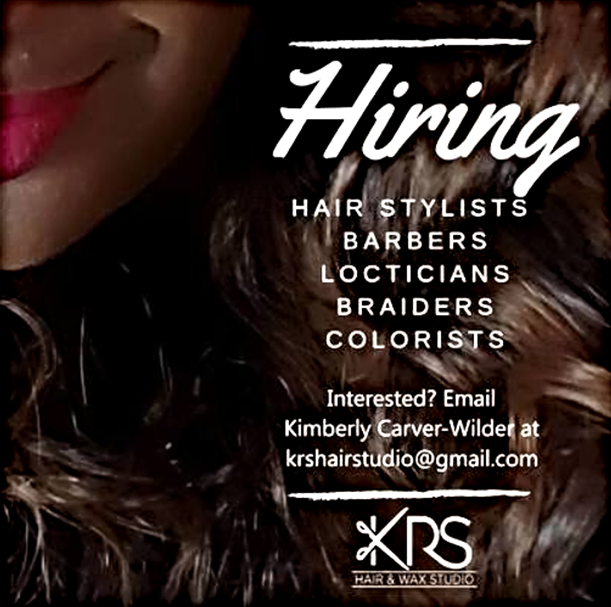 Hiring
HAIR STYLISTS
BARBERS
LOCTICIANS
BRAIDERS
COLORISTS
Interested? Email
Kimberly Carver-Wilder at
krshairstudio@gmail.com
KRS
HAIR & WAX STUDIO